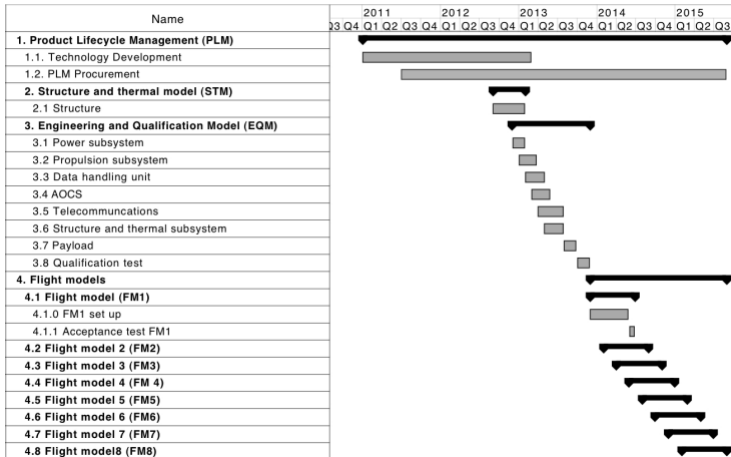 Name
2011 2012 2013 2014 2015
Q3 Q4 Q1 Q2 Q3 Q4 Q1 Q2 Q3 Q4 Q1 Q2 Q3 Q4 Q1 Q2 Q3 Q4 Q1 Q2 Q3
1. Product Lifecycle Management (PLM)
1.1. Technology Development
1.2. PLM Procurement
2. Structure and thermal model (STM)
2.1 Structure
3. Engineering and Qualification Model (EQM)
3.1 Power subsystem
3.2 Propulsion subsystem
3.3 Data handling unit
3.4 AOCS
3.5 Telecommuncations
3.6 Structure and thermal subsystem
3.7 Payload
3.8 Qualification test
4. Flight models
4.1 Flight model (FM1)
4.1.0 FM1 set up
4.1.1 Acceptance test FM1
4.2 Flight model 2 (FM2)
4.3 Flight model 3 (FM3)
4.4 Flight model 4 (FM 4)
4.5 Flight model 5 (FM5)
4.6 Flight model 6 (FM6)
4.7 Flight model 7 (FM7)
4.8 Flight model8 (FM8)